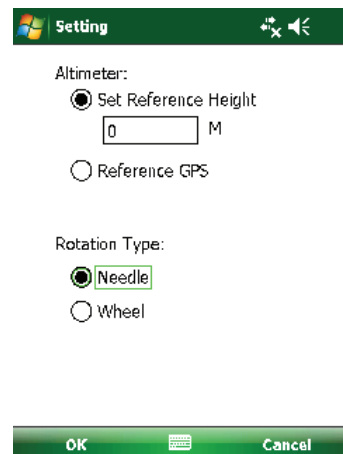 Setting
Altimeter:
Set Reference Height
0 M
Reference GPS
Rotation Type:
Needle
Wheel
OK Cancel